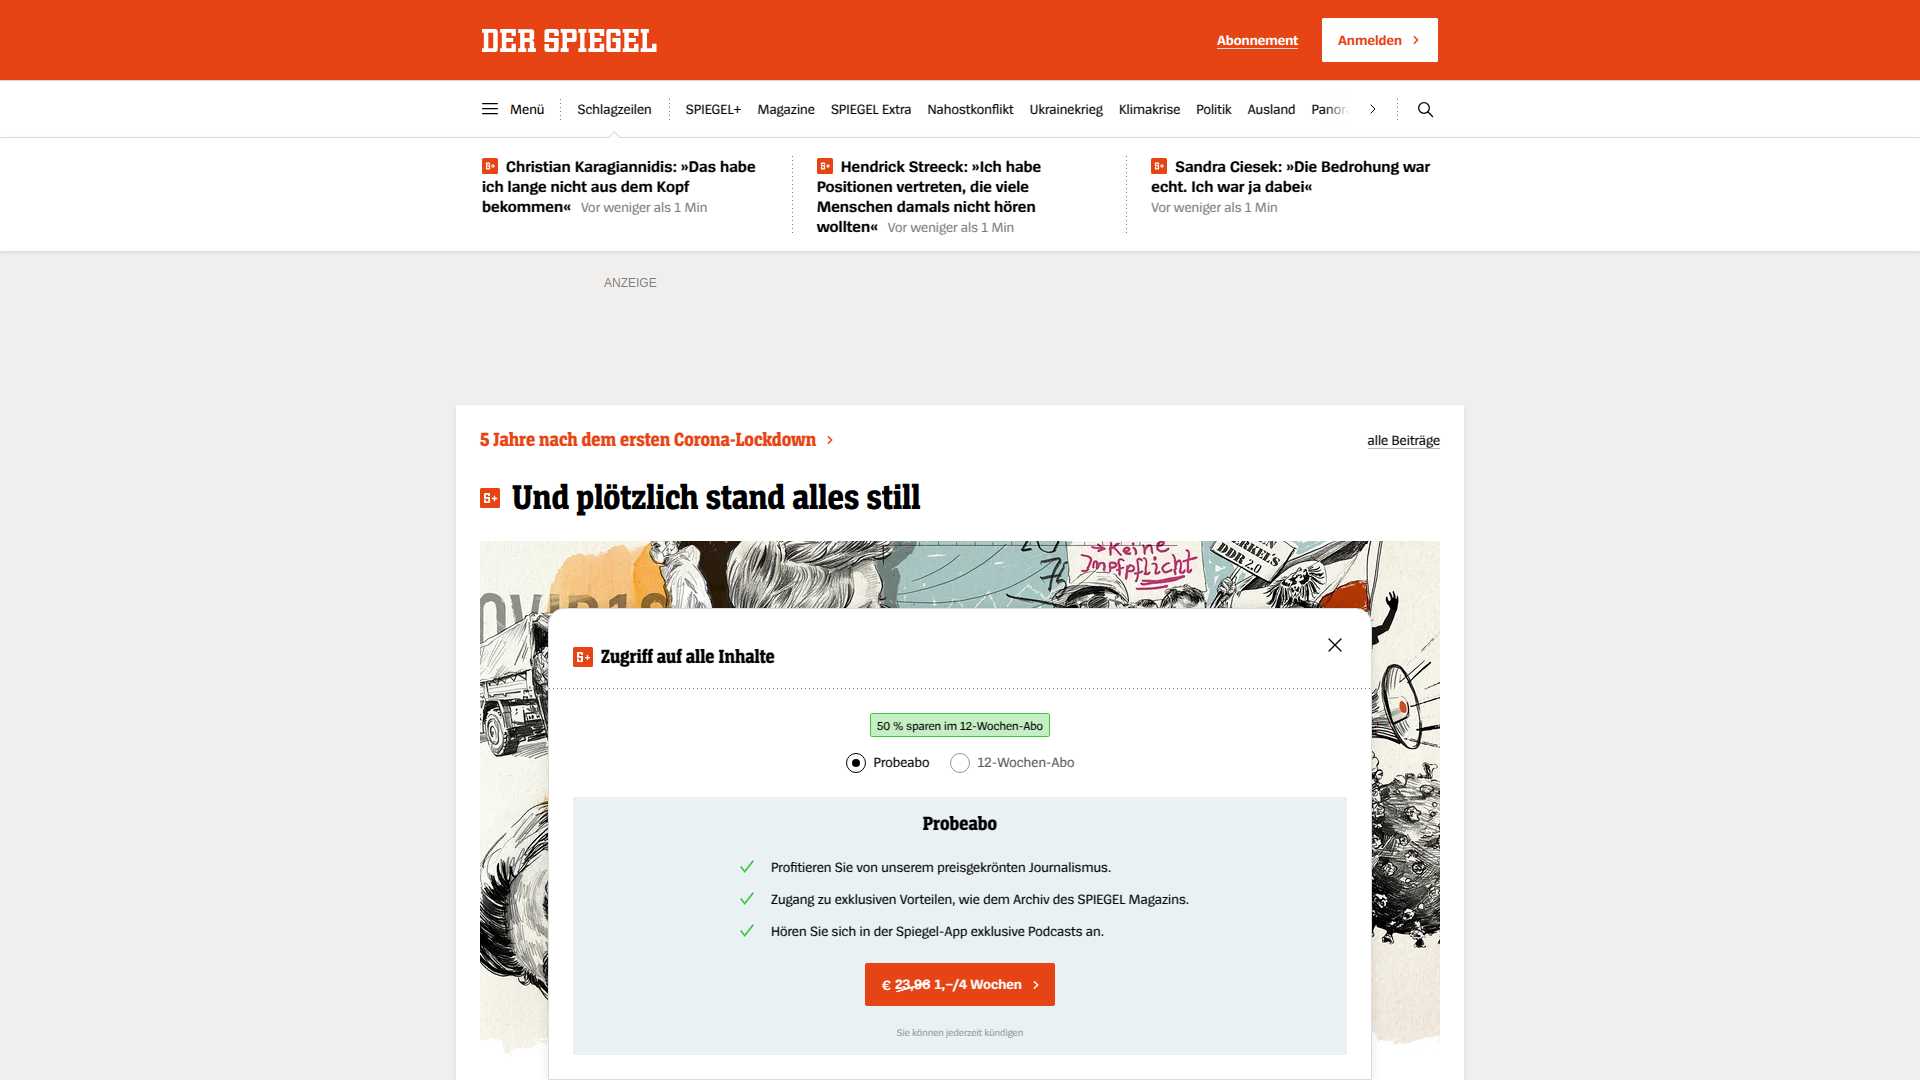 DER SPIEGEL
Abonnement
Anmelden
Menü
Schlagzeilen
SPIEGEL+
Magazine
SPIEGEL Extra
Nahostkonflikt
Ukrainekrieg
Klimakrise
Politik
Ausland
Christian Karagiannidis: »Das habe
ich lange nicht aus dem Kopf
bekommen« Vor weniger als 1 Min
Hendrick Streeck: »Ich habe
Positionen vertreten, die viele
Menschen damals nicht hören
wollten« Vor weniger als 1 Min
Sandra Ciesek: »Die Bedrohung war
echt. Ich war ja dabei«
Vor weniger als 1 Min
ANZEIGE
5 Jahre nach dem ersten Corona-Lockdown
alle Beiträge
Und plötzlich stand alles still
Keine
Impfpflicht
DDR 2.0
Zugriff auf alle Inhalte
50 % sparen im 12-Wochen-Abo
Probeabo
12-Wochen-Abo
Probeabo
Profitieren Sie von unserem preisgekrönten Journalismus.
Zugang zu exklusiven Vorteilen, wie dem Archiv des SPIEGEL Magazins.
Hören Sie sich in der Spiegel-App exklusive Podcasts an.
€ 23,96 1,–/4 Wochen
Sie können jederzeit kündigen